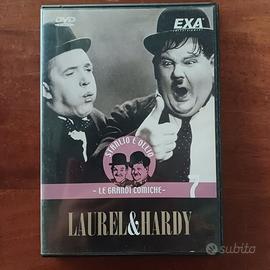 DVD
EXA
STANLIO E OLLIO
- LE GRANDI COMICHE -
7
LAUREL & HARDY
subito